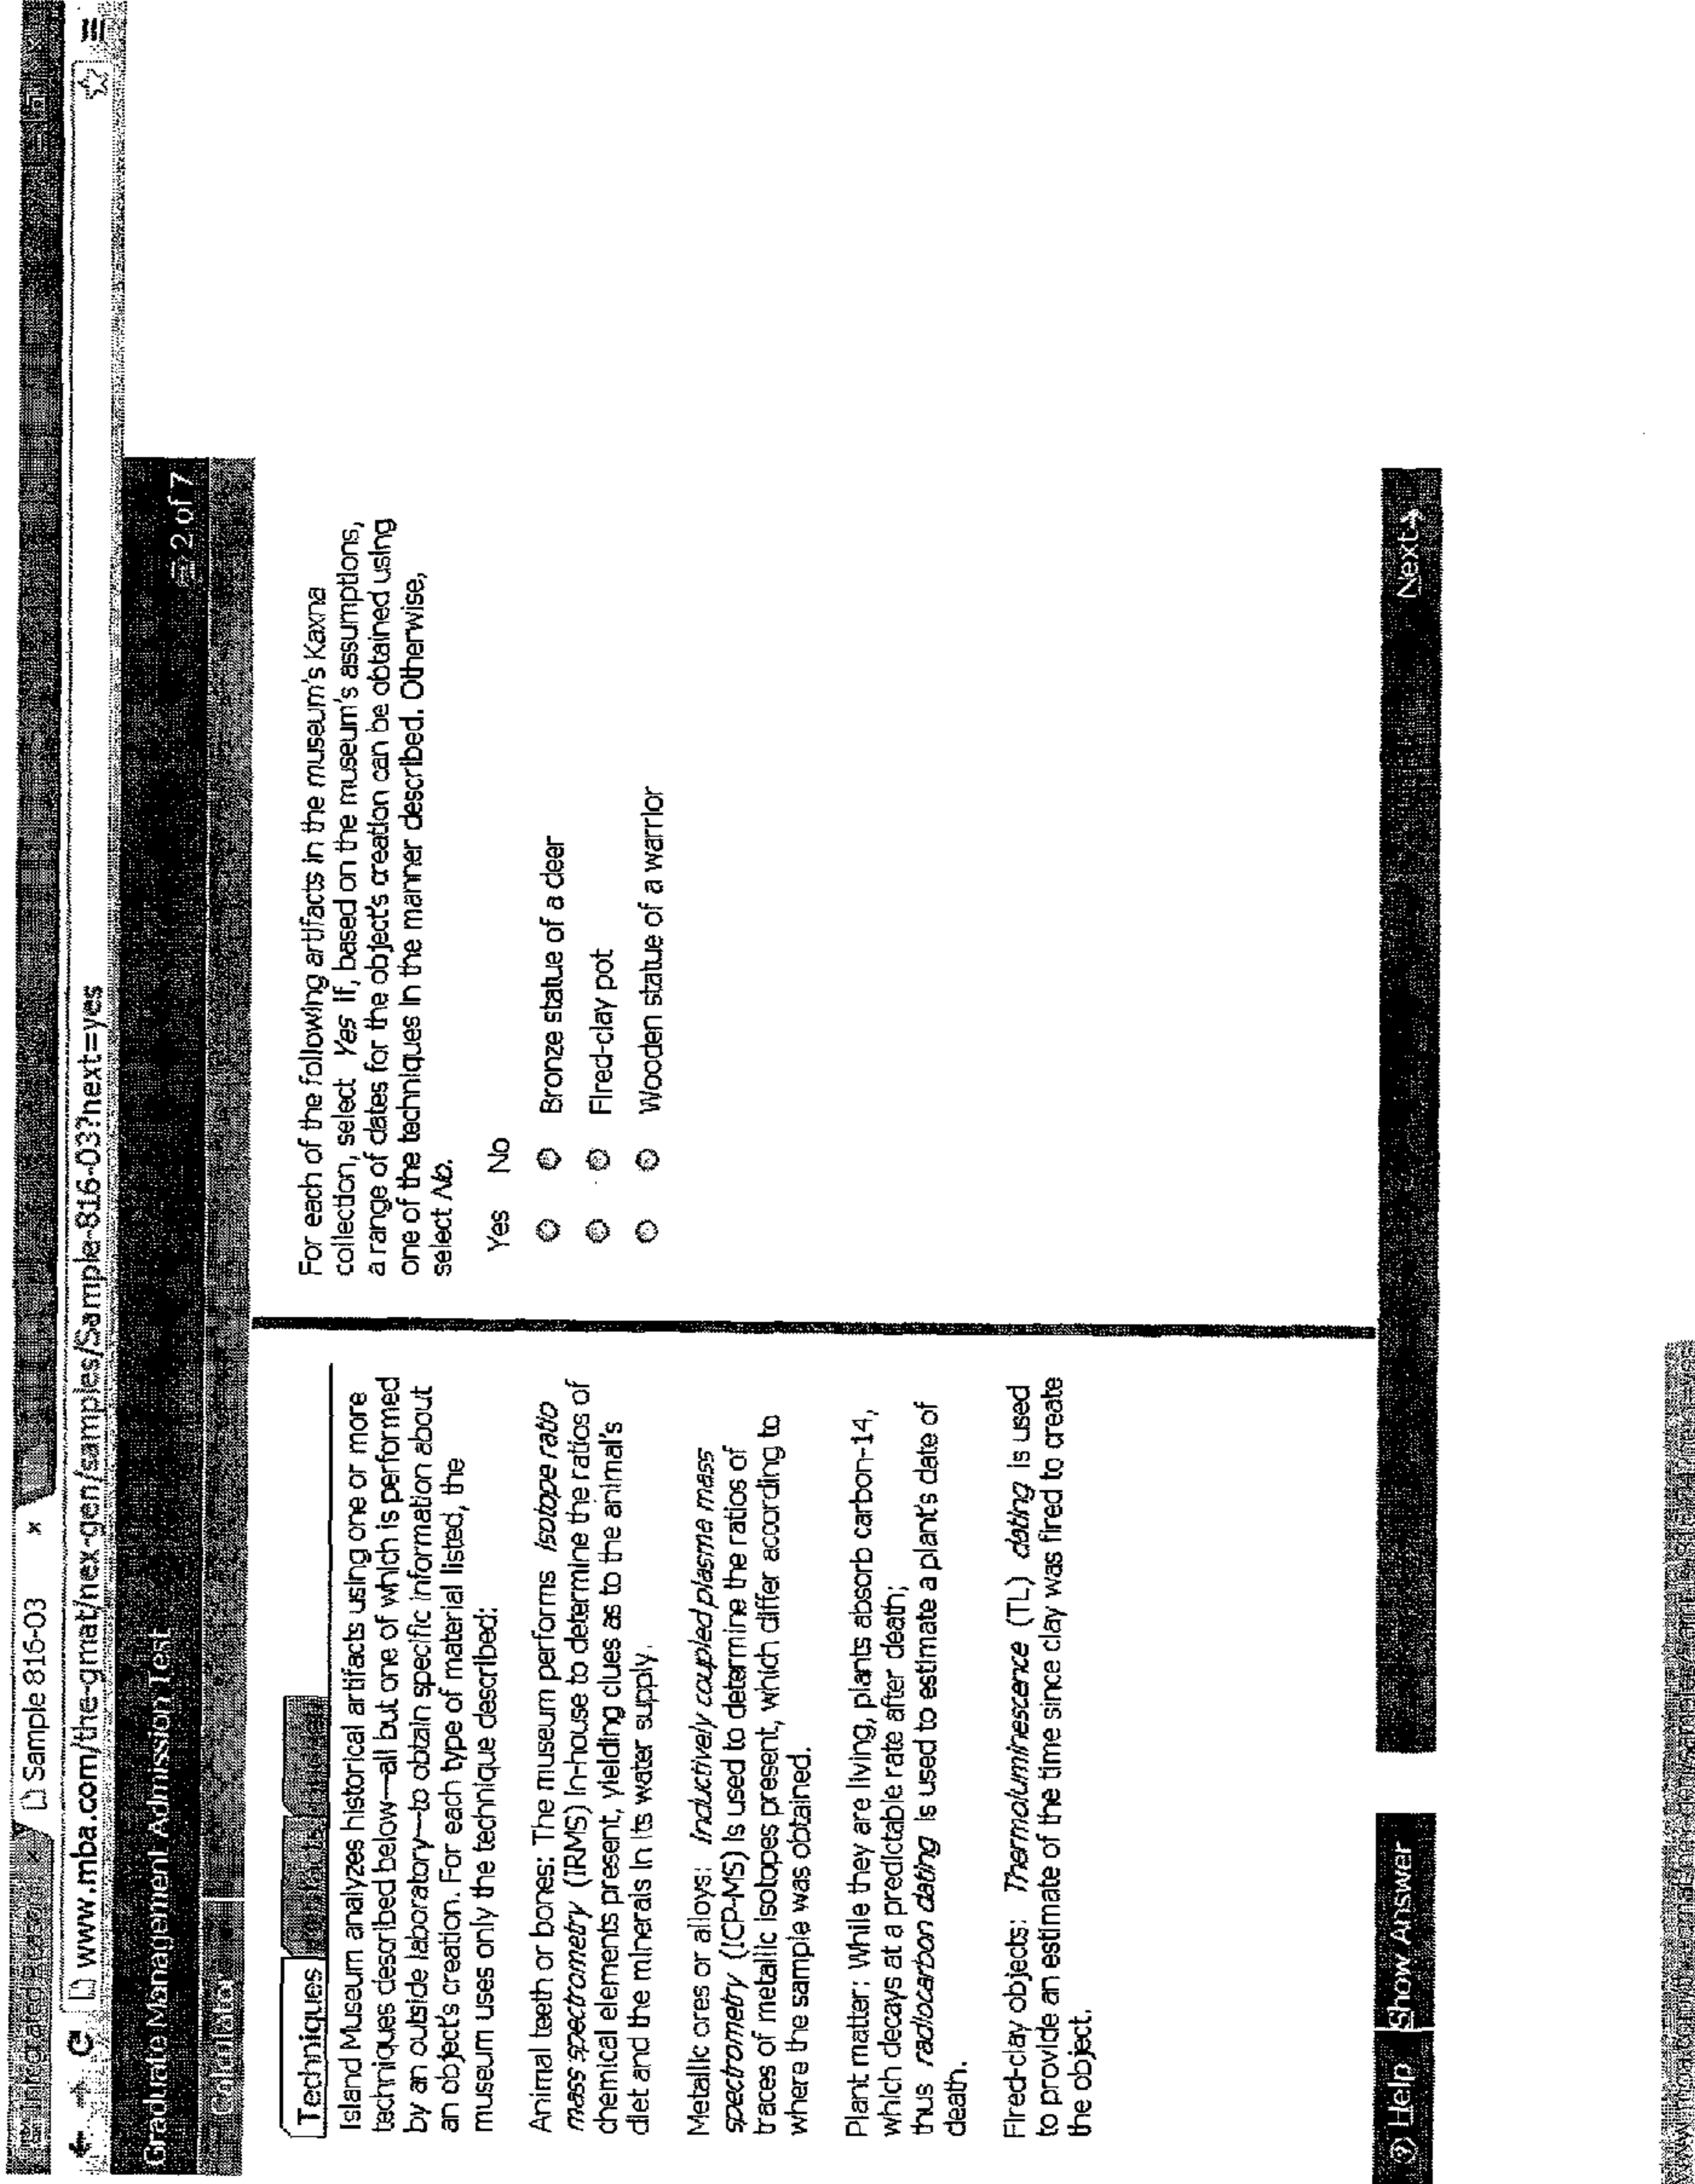 Sample 816-03 ×
www.mba.com/the-gmat/nex-gen/samples/Sample-816-03?next=yes
Graduate Management Admission Test
2 of 7
Calculator
Techniques
Artifacts
Island Museum analyzes historical artifacts using one or more
techniques described below—all but one of which is performed
by an outside laboratory—to obtain specific information about
an object's creation. For each type of material listed, the
museum uses only the technique described:
Animal teeth or bones: The museum performs isotope ratio
mass spectrometry (IRMS) in-house to determine the ratios of
chemical elements present, yielding clues as to the animal's
diet and the minerals in its water supply.
Metallic ores or alloys: Inductively coupled plasma mass
spectrometry (ICP-MS) is used to determine the ratios of
traces of metallic isotopes present, which differ according to
where the sample was obtained.
Plant matter: While they are living, plants absorb carbon-14,
which decays at a predictable rate after death;
thus radiocarbon dating is used to estimate a plant's date of
death.
Fired-clay objects: Thermoluminescence (TL) dating is used
to provide an estimate of the time since clay was fired to create
the object.
For each of the following artifacts in the museum's Kaxna
collection, select Yes if, based on the museum's assumptions,
a range of dates for the object's creation can be obtained using
one of the techniques in the manner described. Otherwise,
select No.
Yes No
Bronze statue of a deer
Fired-clay pot
Wooden statue of a warrior
Help Show Answer
Next